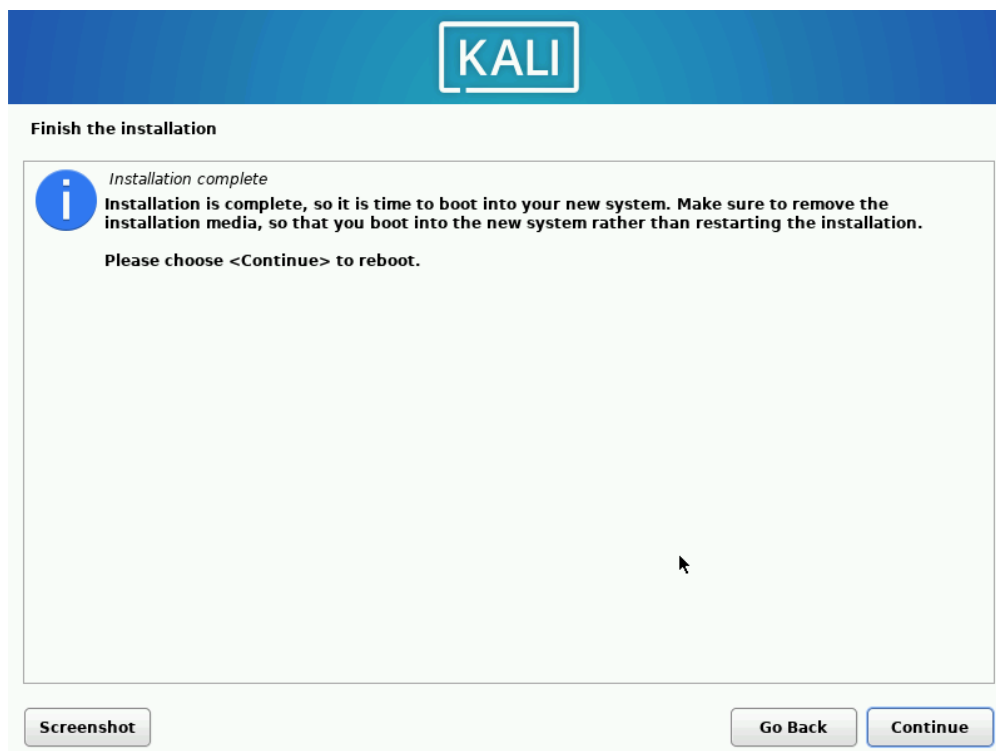 KALI
Finish the installation
Installation complete
Installation is complete, so it is time to boot into your new system. Make sure to remove the
installation media, so that you boot into the new system rather than restarting the installation.
Please choose <Continue> to reboot.
Screenshot
Go Back
Continue